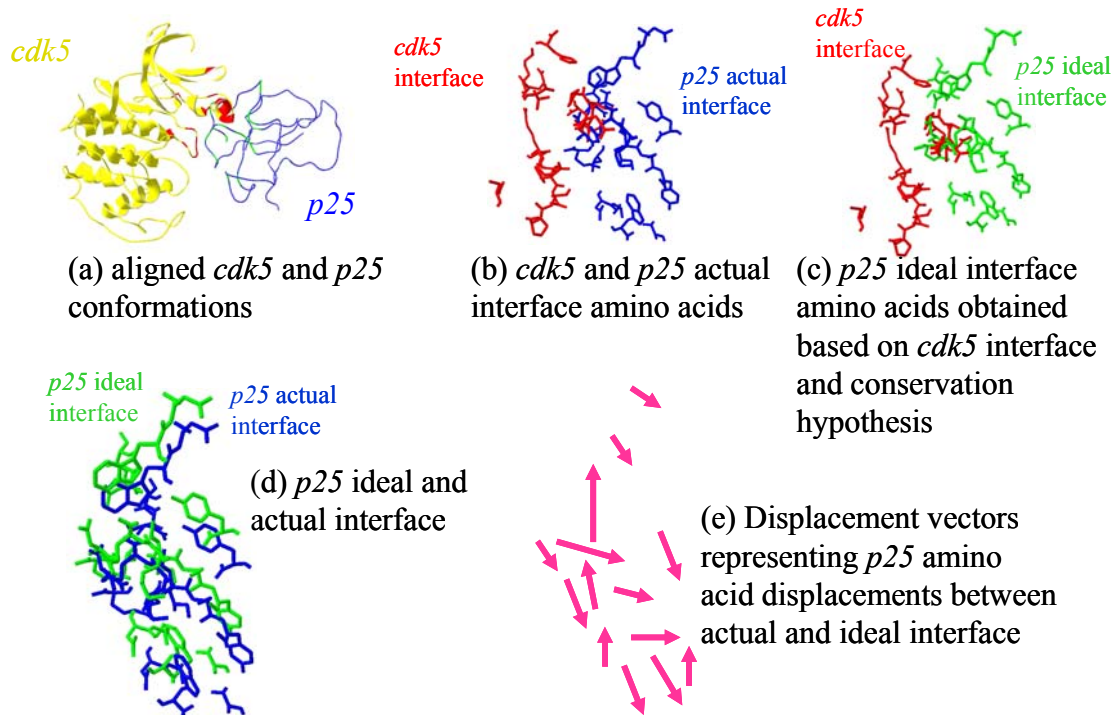 cdk5
p25
(a) aligned cdk5 and p25
conformations
cdk5
interface
p25 actual
interface
(b) cdk5 and p25 actual
interface amino acids
cdk5
interface
p25 ideal
interface
(c) p25 ideal interface
amino acids obtained
based on cdk5 interface
and conservation
hypothesis
p25 ideal
interface
p25 actual
interface
(d) p25 ideal and
actual interface
(e) Displacement vectors
representing p25 amino
acid displacements between
actual and ideal interface